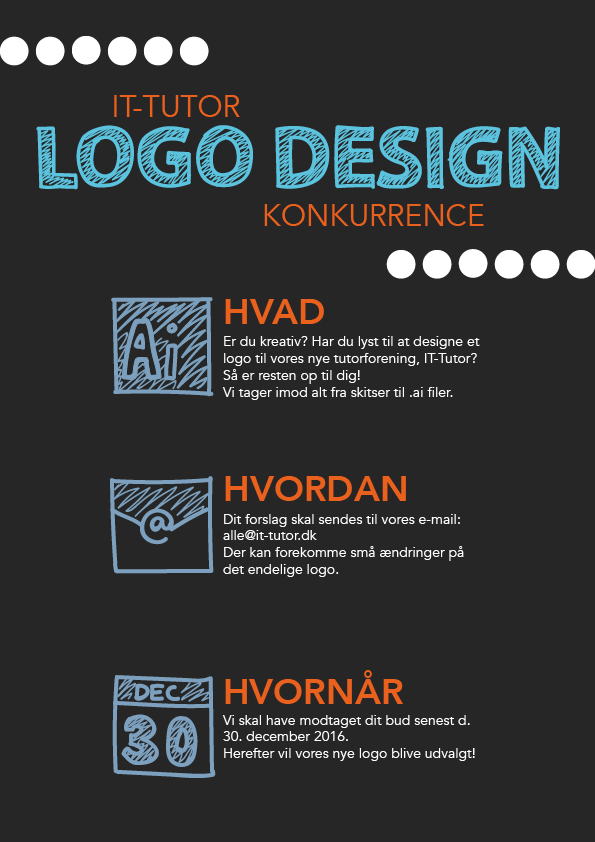 IT-TUTOR
LOGO DESIGN
KONKURRENCE
Ai
HVAD
Er du kreativ? Har du lyst til at designe et
logo til vores nye tutorforening, IT-Tutor?
Så er resten op til dig!
Vi tager imod alt fra skitser til .ai filer.
@
HVORDAN
Dit forslag skal sendes til vores e-mail:
alle@it-tutor.dk
Der kan forekomme små ændringer på
det endelige logo.
DEC
30
HVORNÅR
Vi skal have modtaget dit bud senest d.
30. december 2016.
Herefter vil vores nye logo blive udvalgt!